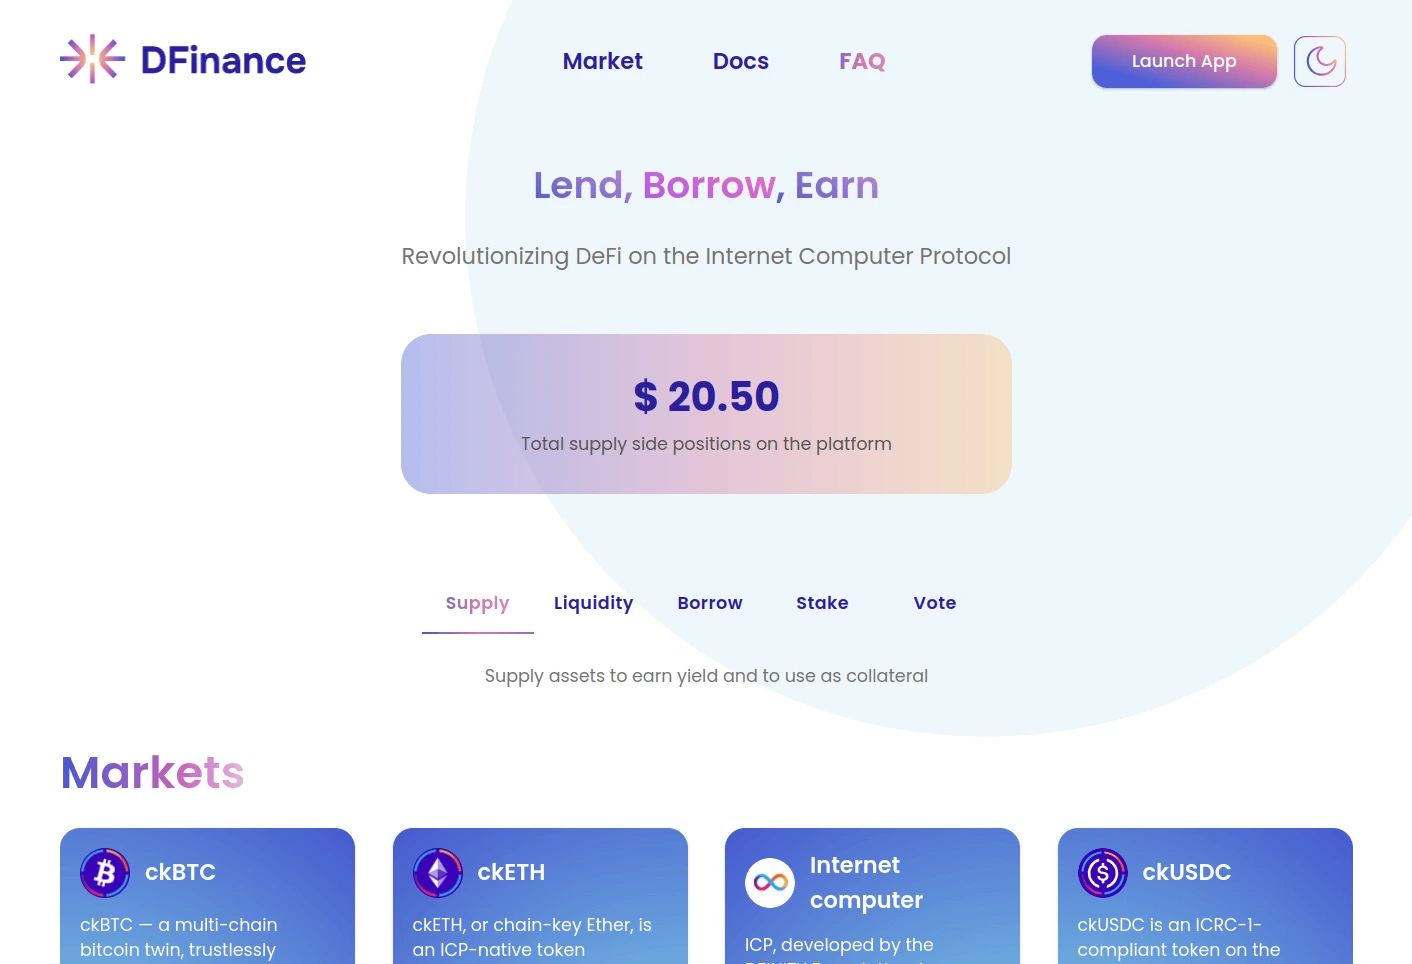 DFinance
Market
Docs
FAQ
Launch App
Lend, Borrow, Earn
Revolutionizing DeFi on the Internet Computer Protocol
$ 20.50
Total supply side positions on the platform
Supply
Liquidity
Borrow
Stake
Vote
Supply assets to earn yield and to use as collateral
Markets
ckBTC
ckBTC — a multi-chain
bitcoin twin, trustlessly
ckETH
ckETH, or chain-key Ether, is
an ICP-native token
Internet
computer
ICP, developed by the
ckUSDC
ckUSDC is an ICRC-1-
compliant token on the